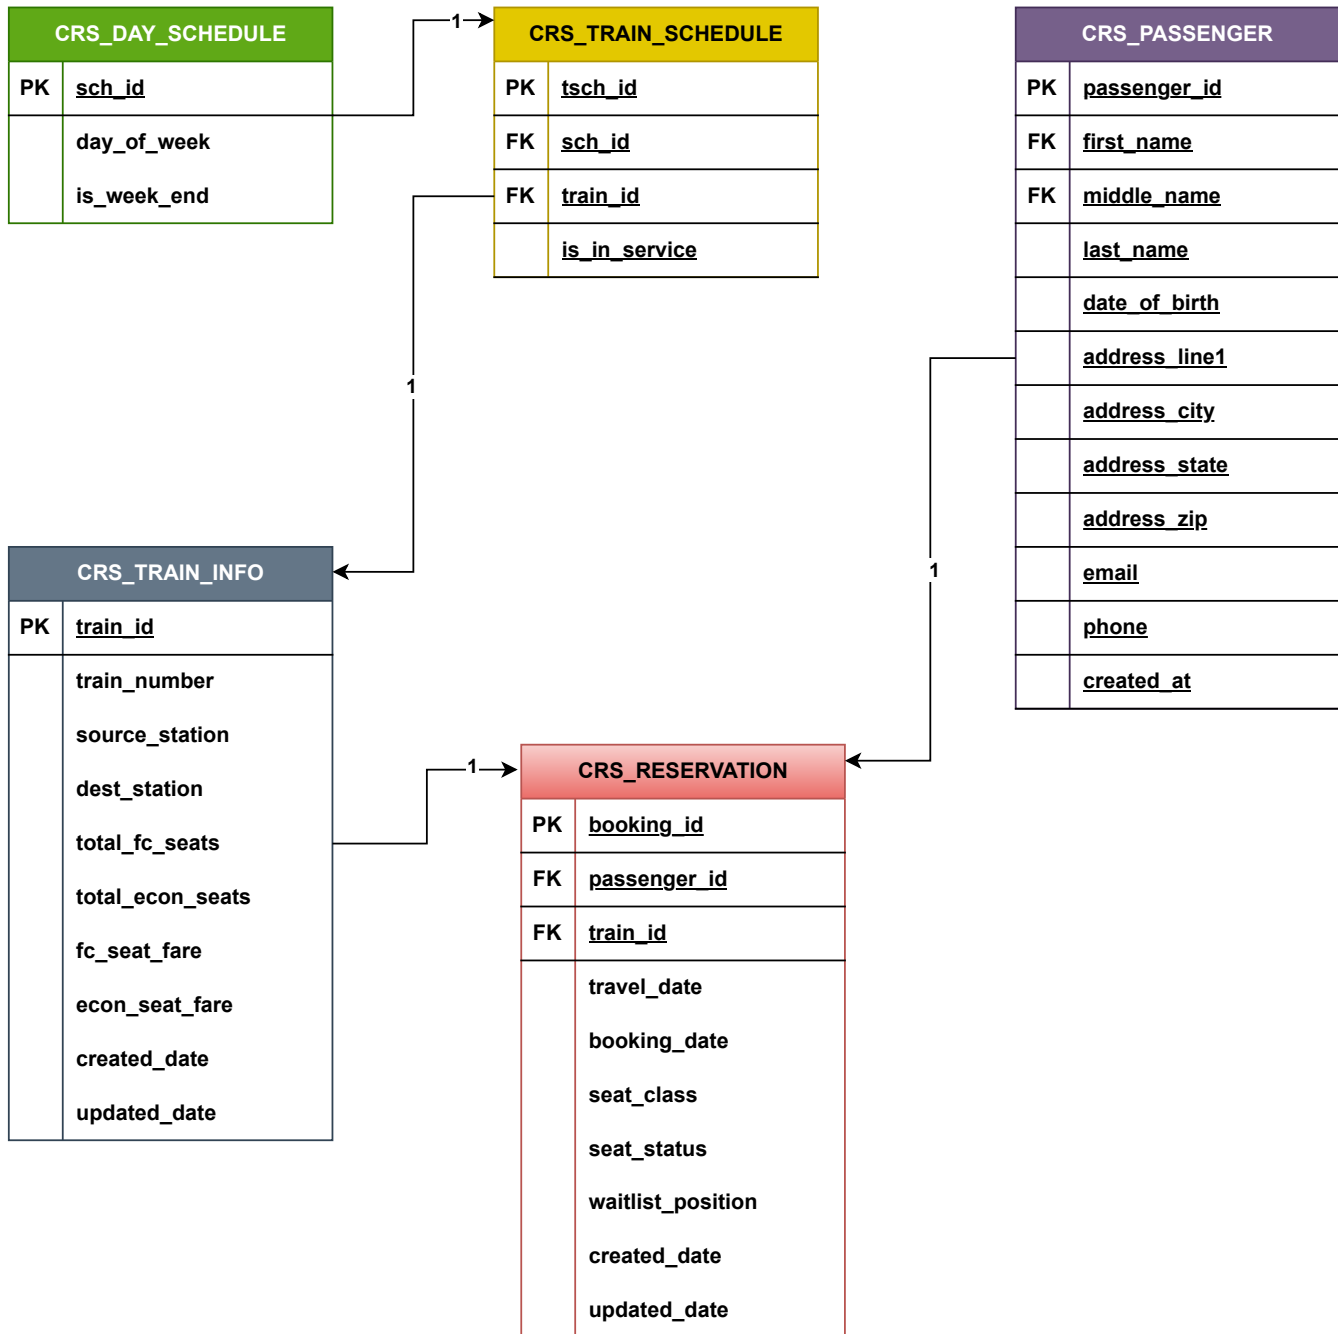 CRS_DAY_SCHEDULE
PK sch_id
day_of_week
is_week_end
1
CRS_TRAIN_SCHEDULE
PK tsch_id
FK sch_id
FK train_id
is_in_service
CRS_PASSENGER
PK passenger_id
FK first_name
FK middle_name
last_name
date_of_birth
address_line1
address_city
address_state
address_zip
email
phone
created_at
1
1
CRS_TRAIN_INFO
PK train_id
train_number
source_station
dest_station
total_fc_seats
total_econ_seats
fc_seat_fare
econ_seat_fare
created_date
updated_date
1
CRS_RESERVATION
PK booking_id
FK passenger_id
FK train_id
travel_date
booking_date
seat_class
seat_status
waitlist_position
created_date
updated_date